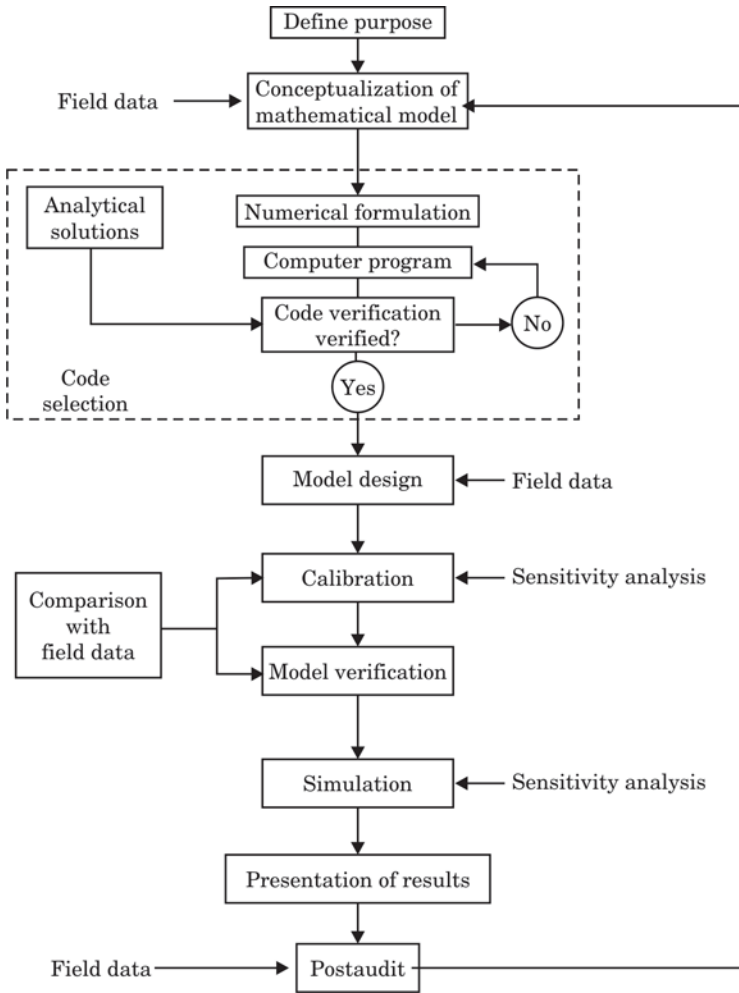 Define purpose
Field data
Conceptualization of
mathematical model
Analytical
solutions
Numerical formulation
Computer program
Code verification
verified?
No
Yes
Code
selection
Model design
Field data
Comparison
with
field data
Calibration
Sensitivity analysis
Model verification
Simulation
Sensitivity analysis
Presentation of results
Field data
Postaudit